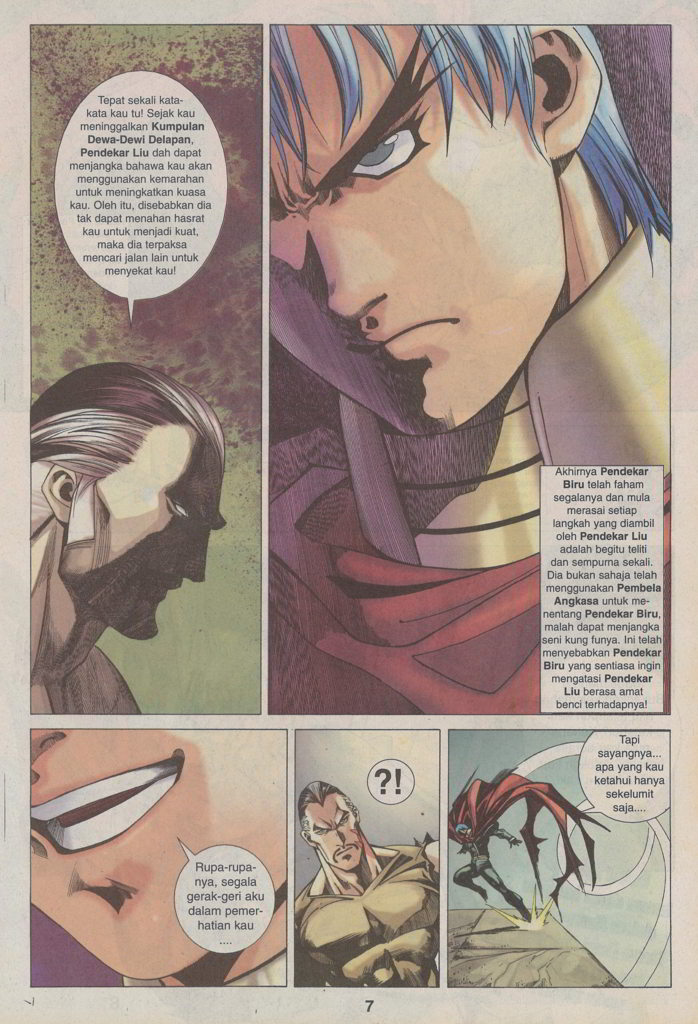 Tepat sekali kata-
kata kau tu! Sejak kau
meninggalkan Kumpulan
Dewa-Dewi Delapan,
Pendekar Liu dah dapat
menjangka bahawa kau akan
menggunakan kemarahan
untuk meningkatkan kuasa
kau. Oleh itu, disebabkan dia
tak dapat menahan hasrat
kau untuk menjadi kuat,
maka dia terpaksa
mencari jalan lain untuk
menyekat kau!
Akhirnya Pendekar
Biru telah faham
segalanya dan mula
merasai setiap
langkah yang diambil
oleh Pendekar Liu
adalah begitu teliti
dan sempurna sekali.
Dia bukan sahaja telah
menggunakan Pembela
Angkasa untuk me-
nentang Pendekar Biru,
malah dapat menjangka
seni kung funya. Ini telah
menyebabkan Pendekar
Biru yang sentiasa ingin
mengatasi Pendekar
Liu berasa amat
benci terhadapnya!
Rupa-rupa-
nya, segala
gerak-geri aku
dalam pemer-
hatian kau
....
?!
Tapi
sayangnya...
apa yang kau
ketahui hanya
sekelumit
saja....
7